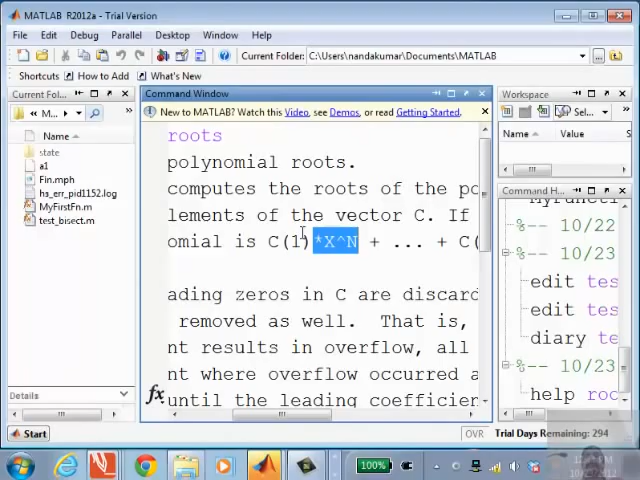 MATLAB R2012a - Trial Version
File Edit Debug Parallel Desktop Window Help
Current Folder: C:\Users\nandakumar\Documents\MATLAB
Shortcuts How to Add What's New
Current Fol...
M...
Name
state
a1
Fin.mph
hs_err_pid1152.log
MyFirstFn.m
test_bisect.m
Details
Command Window
New to MATLAB? Watch this Video, see Demos, or read Getting Started.
roots
polynomial roots.
computes the roots of the po
lements of the vector C. If
omial is C(1)*X^N + ... + C(
ading zeros in C are discard
removed as well. That is,
nt results in overflow, all
nt where overflow occurred a
until the leading coefficien
fx
Workspace
Sele...
Name Value
Command H...
%-- 10/22
edit tes
edit tes
diary te
%-- 10/23
help roo
Start
OVR
Trial Days Remaining: 294
100%